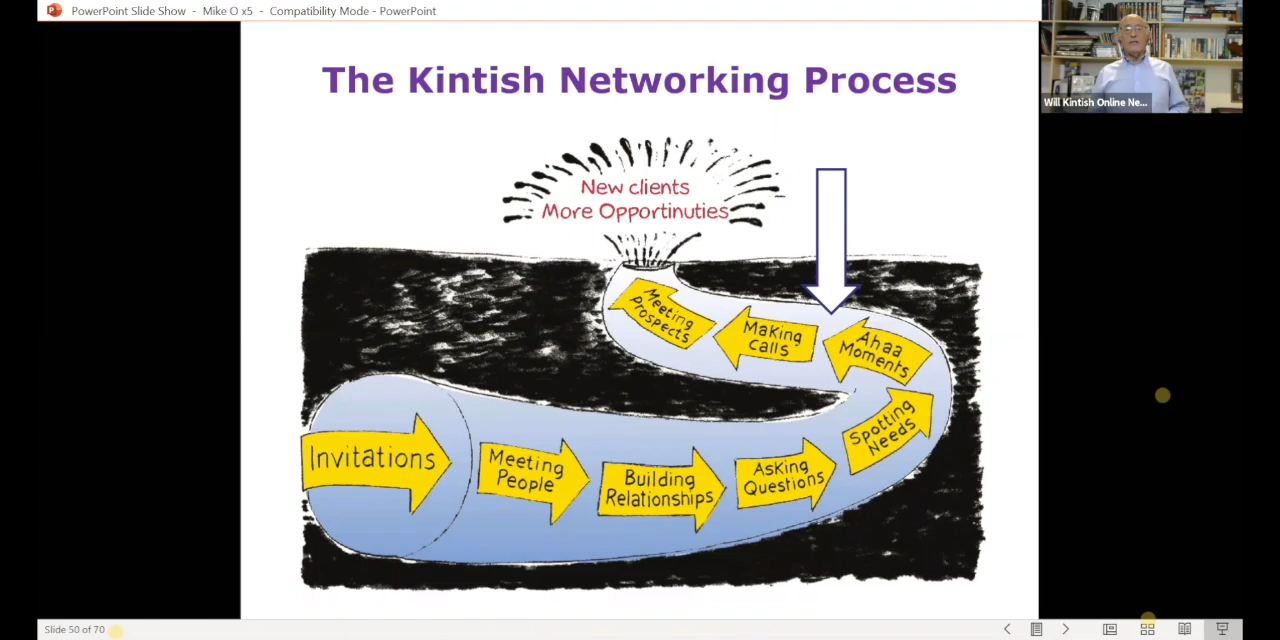 PowerPoint Slide Show - Mike O x5 - Compatibility Mode - PowerPoint
Will Kintish Online Ne...
The Kintish Networking Process
New clients
More Opportinuties
Meeting
Prospects
Making
Calls
Ahaa
Moments
Spotting
Needs
Invitations
Meeting
People
Building
Relationships
Asking
Questions
Slide 50 of 70